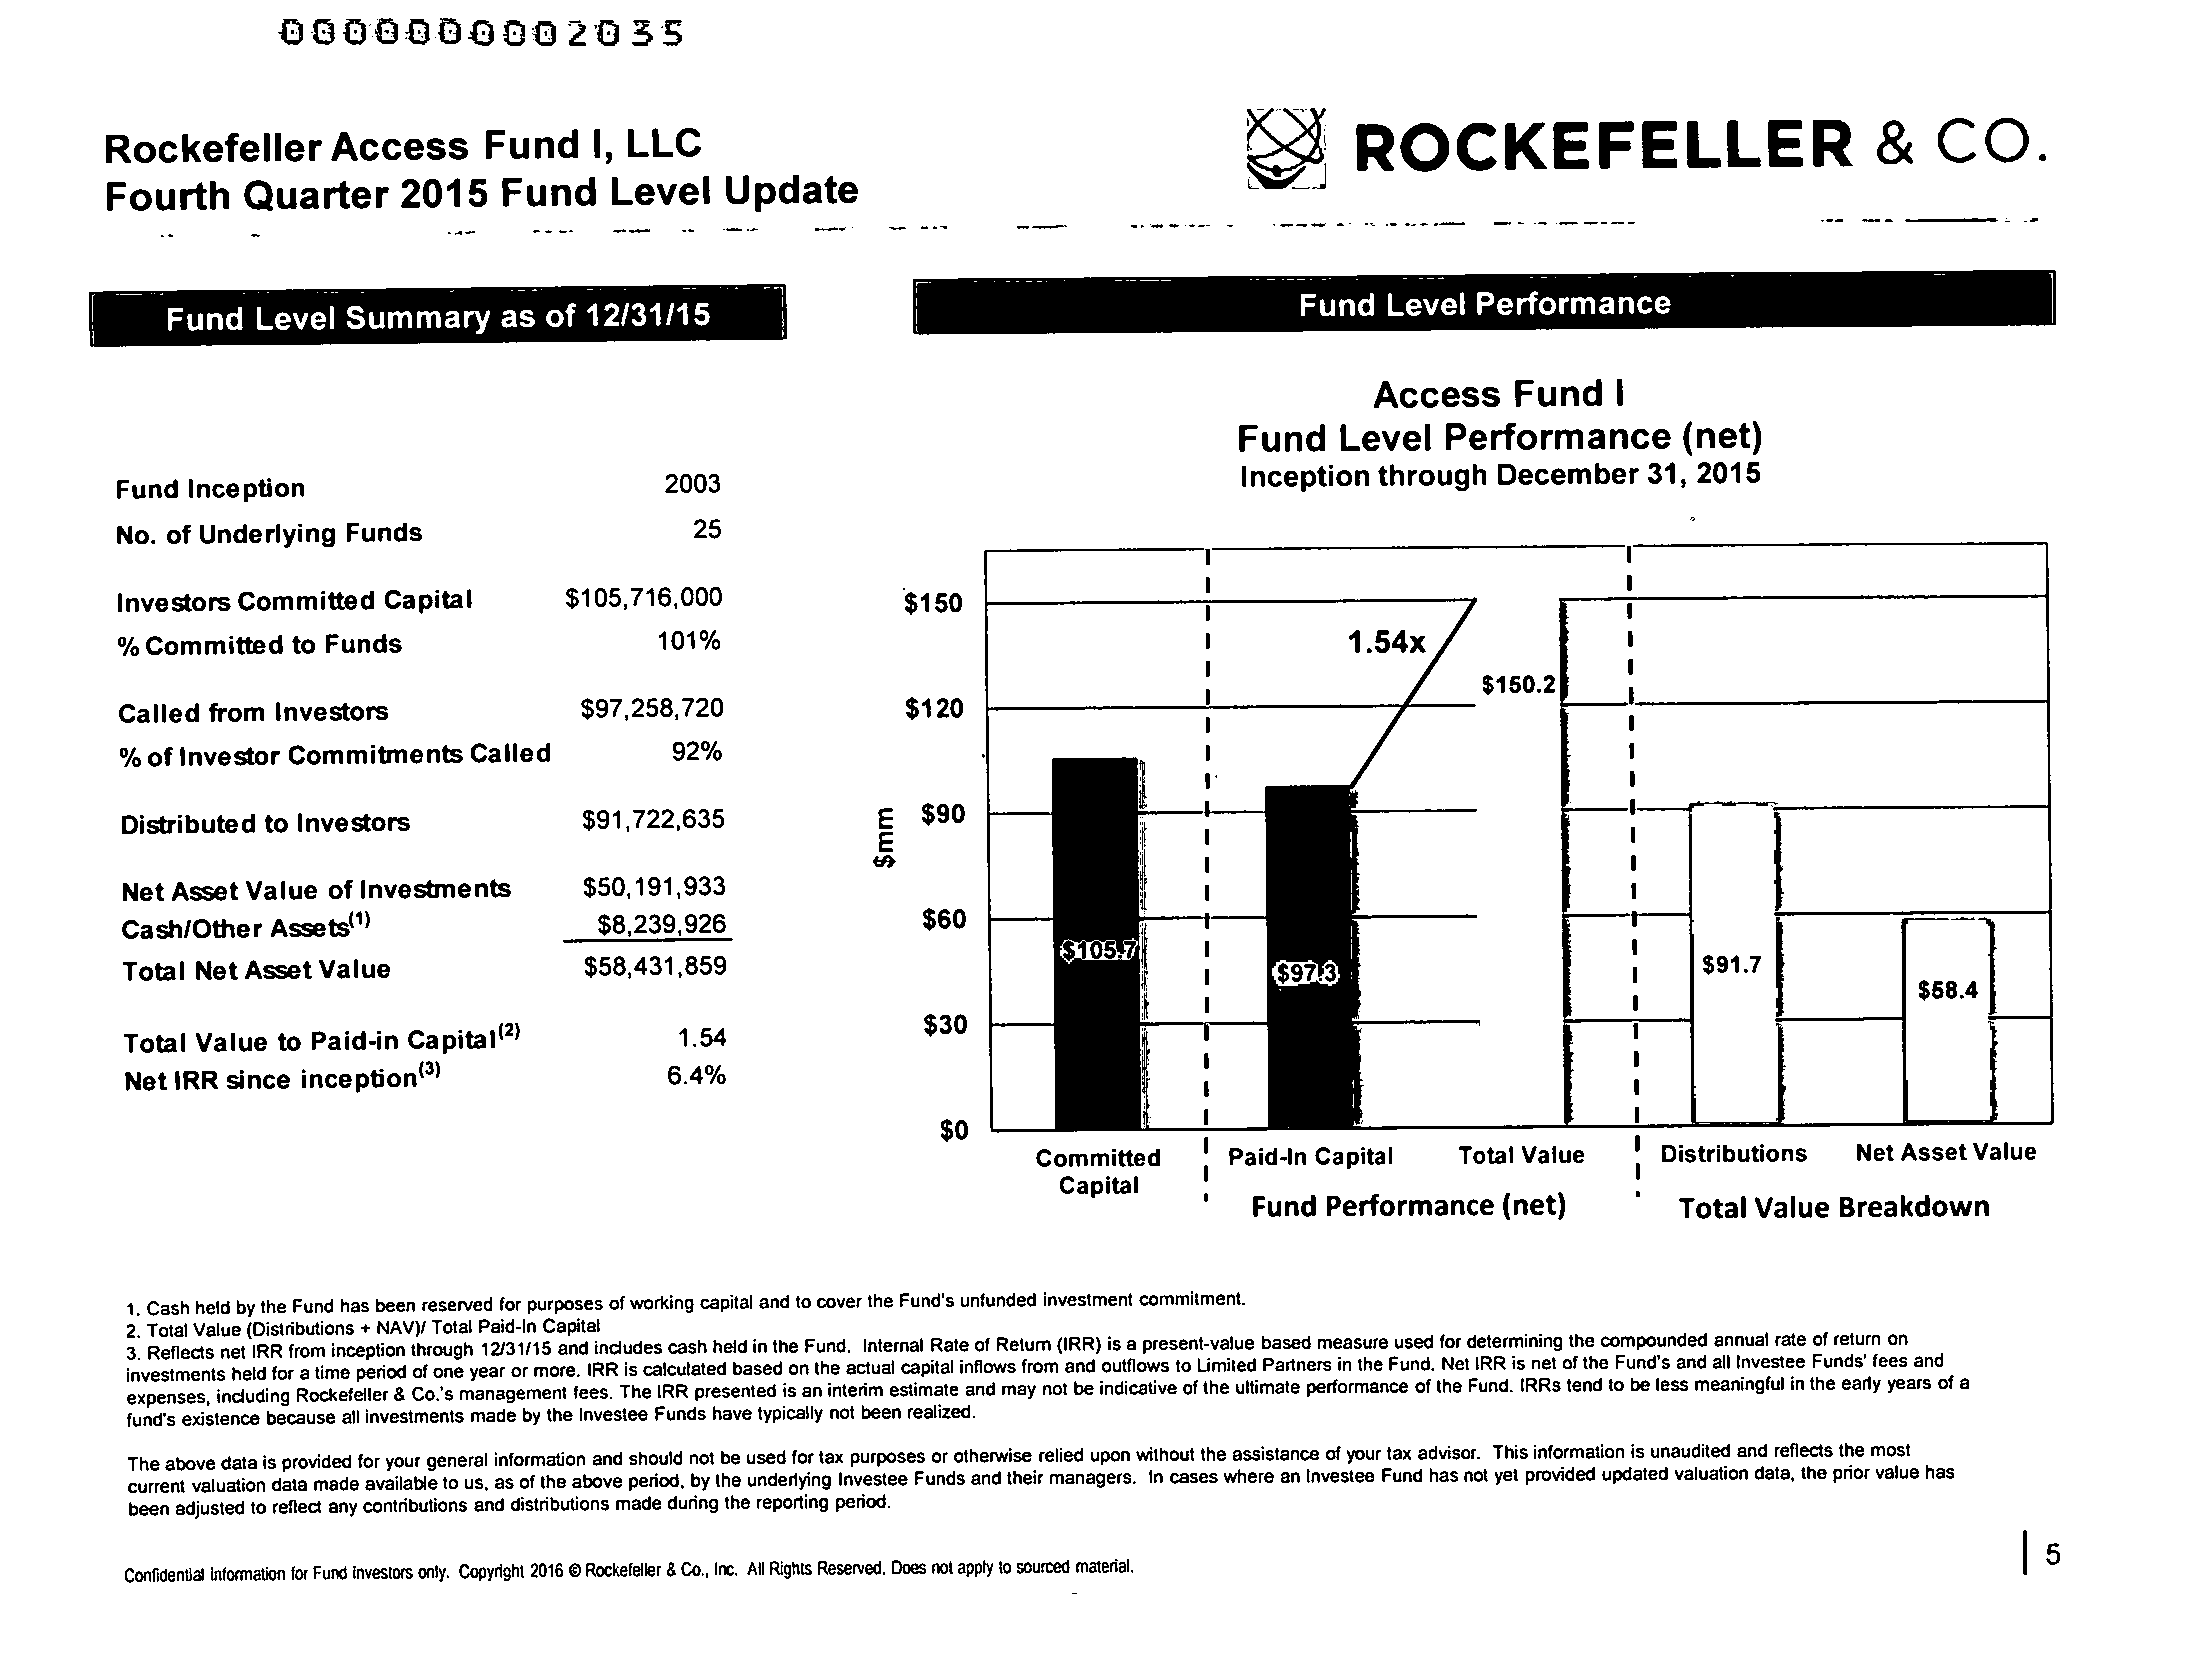 000000002035
Rockefeller Access Fund I, LLC
Fourth Quarter 2015 Fund Level Update
ROCKEFELLER & CO.
Fund Level Summary as of 12/31/15
Fund Inception 2003
No. of Underlying Funds 25
Investors Committed Capital $105,716,000
% Committed to Funds 101%
Called from Investors $97,258,720
% of Investor Commitments Called 92%
Distributed to Investors $91,722,635
Net Asset Value of Investments $50,191,933
Cash/Other Assets(1) $8,239,926
Total Net Asset Value $58,431,859
Total Value to Paid-in Capital(2) 1.54
Net IRR since inception(3) 6.4%
Fund Level Performance
Access Fund I
Fund Level Performance (net)
Inception through December 31, 2015
$150
$120
$90
$60
$30
$0
$mm
1.54x
$150.2
$105.7
$97.3
$91.7
$58.4
Committed
Capital
Paid-In Capital
Total Value
Distributions
Net Asset Value
Fund Performance (net)
Total Value Breakdown
1. Cash held by the Fund has been reserved for purposes of working capital and to cover the Fund's unfunded investment commitment.
2. Total Value (Distributions + NAV)/ Total Paid-In Capital
3. Reflects net IRR from inception through 12/31/15 and includes cash held in the Fund. Internal Rate of Return (IRR) is a present-value based measure used for determining the compounded annual rate of return on
investments held for a time period of one year or more. IRR is calculated based on the actual capital inflows from and outflows to Limited Partners in the Fund. Net IRR is net of the Fund's and all Investee Funds' fees and
expenses, including Rockefeller & Co.'s management fees. The IRR presented is an interim estimate and may not be indicative of the ultimate performance of the Fund. IRRs tend to be less meaningful in the early years of a
fund's existence because all investments made by the Investee Funds have typically not been realized.
The above data is provided for your general information and should not be used for tax purposes or otherwise relied upon without the assistance of your tax advisor. This information is unaudited and reflects the most
current valuation data made available to us, as of the above period, by the underlying Investee Funds and their managers. In cases where an Investee Fund has not yet provided updated valuation data, the prior value has
been adjusted to reflect any contributions and distributions made during the reporting period.
Confidential Information for Fund investors only. Copyright 2016 © Rockefeller & Co., Inc. All Rights Reserved. Does not apply to sourced material.
5